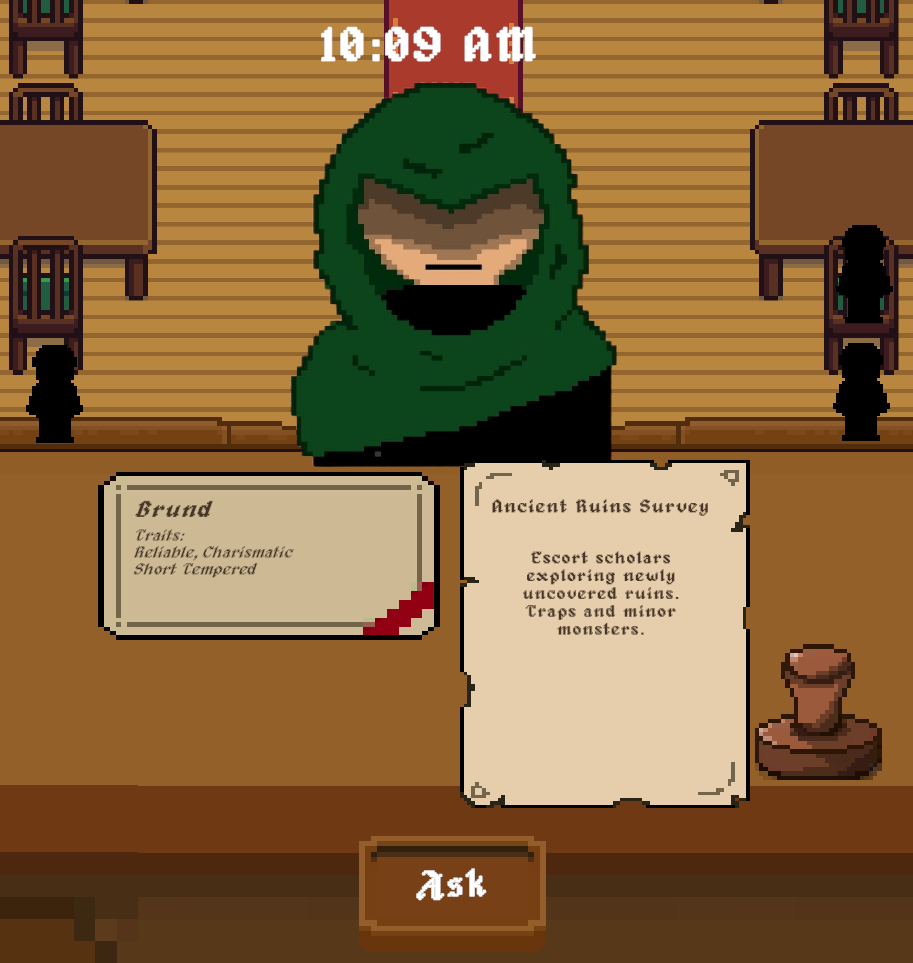 10:09 AM
Brund
Traits:
Reliable, Charismatic
Short Tempered
Ancient Ruins Survey
Escort scholars
exploring newly
uncovered ruins.
Traps and minor
monsters.
Ask